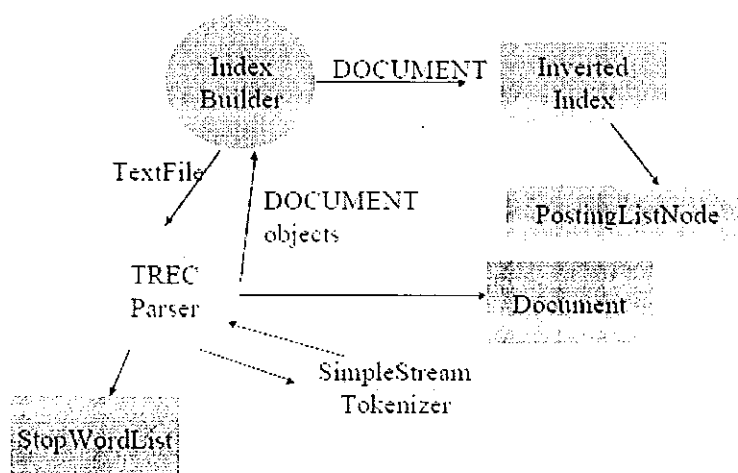 Index
Builder
DOCUMENT
Inverted
Index
TextFile
DOCUMENT
objects
PostingListNode
TREC
Parser
Document
SimpleStream
Tokenizer
StopWordList